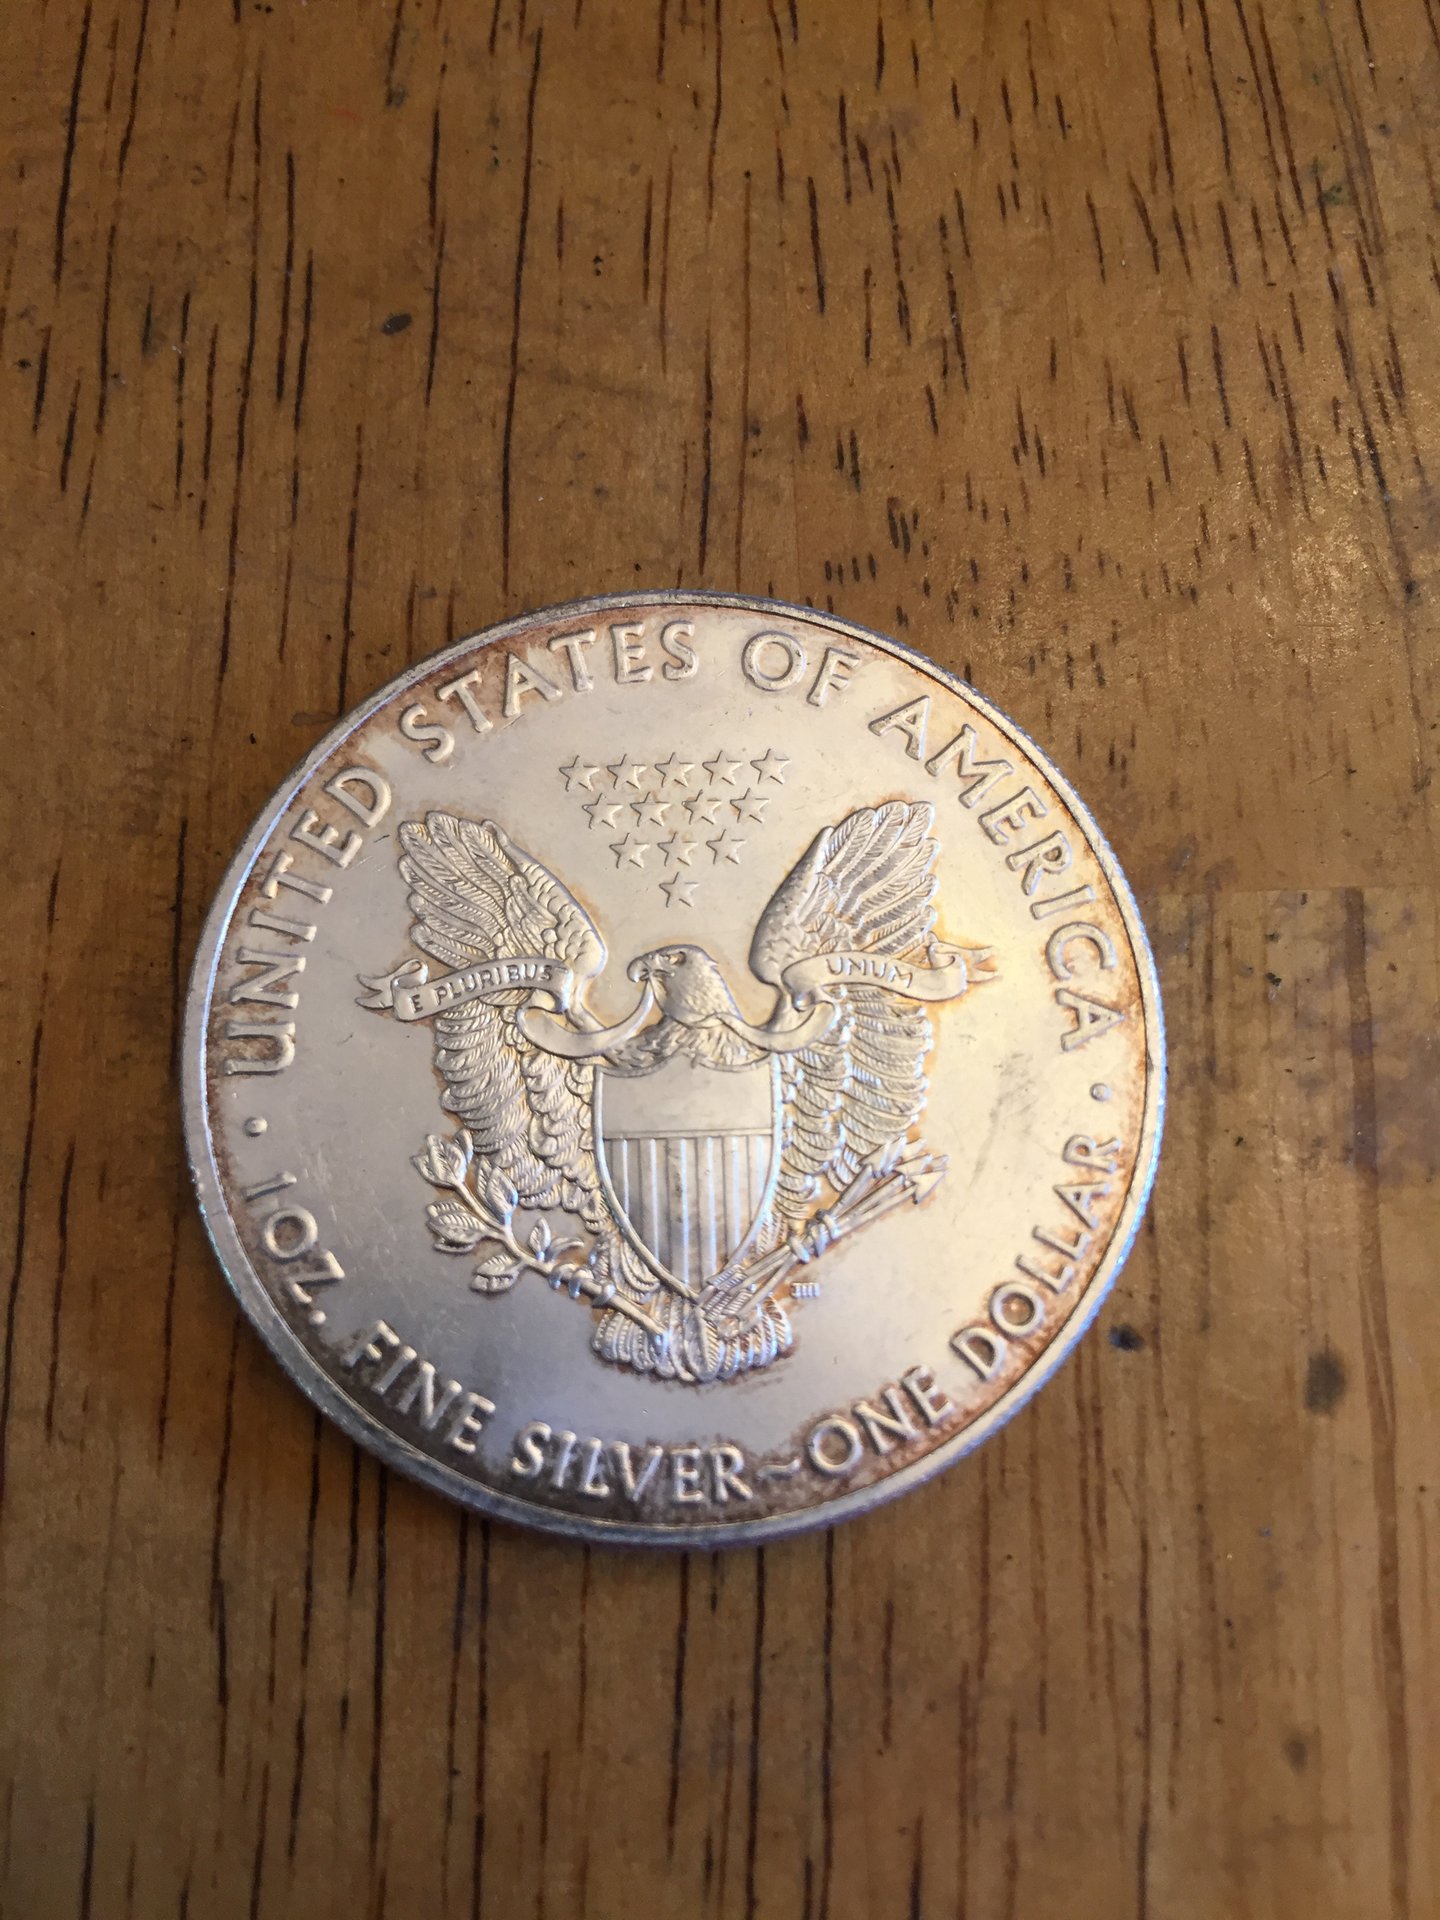 · UNITED STATES OF AMERICA ·
E PLURIBUS UNUM
1 OZ. FINE SILVER~ONE DOLLAR